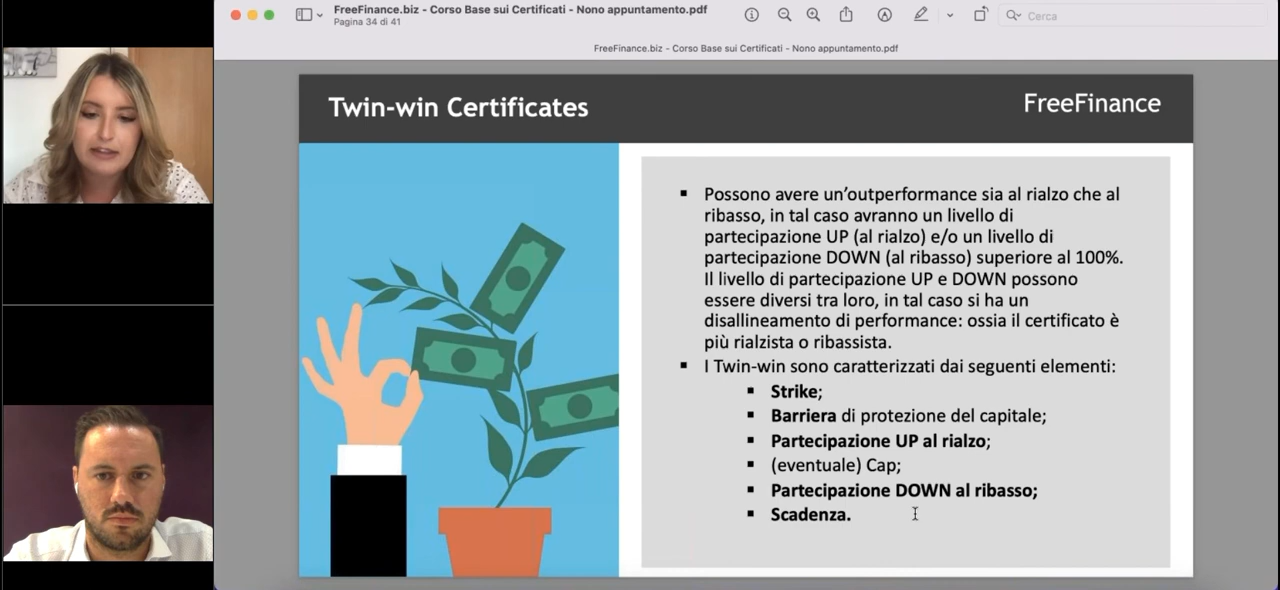 FreeFinance.biz - Corso Base sui Certificati - Nono appuntamento.pdf
Pagina 34 di 41
Cerca
FreeFinance.biz - Corso Base sui Certificati - Nono appuntamento.pdf
Twin-win Certificates
FreeFinance
▪ Possono avere un’outperformance sia al rialzo che al
ribasso, in tal caso avranno un livello di
partecipazione UP (al rialzo) e/o un livello di
partecipazione DOWN (al ribasso) superiore al 100%.
Il livello di partecipazione UP e DOWN possono
essere diversi tra loro, in tal caso si ha un
disallineamento di performance: ossia il certificato è
più rialzista o ribassista.
▪ I Twin-win sono caratterizzati dai seguenti elementi:
▪ Strike;
▪ Barriera di protezione del capitale;
▪ Partecipazione UP al rialzo;
▪ (eventuale) Cap;
▪ Partecipazione DOWN al ribasso;
▪ Scadenza.